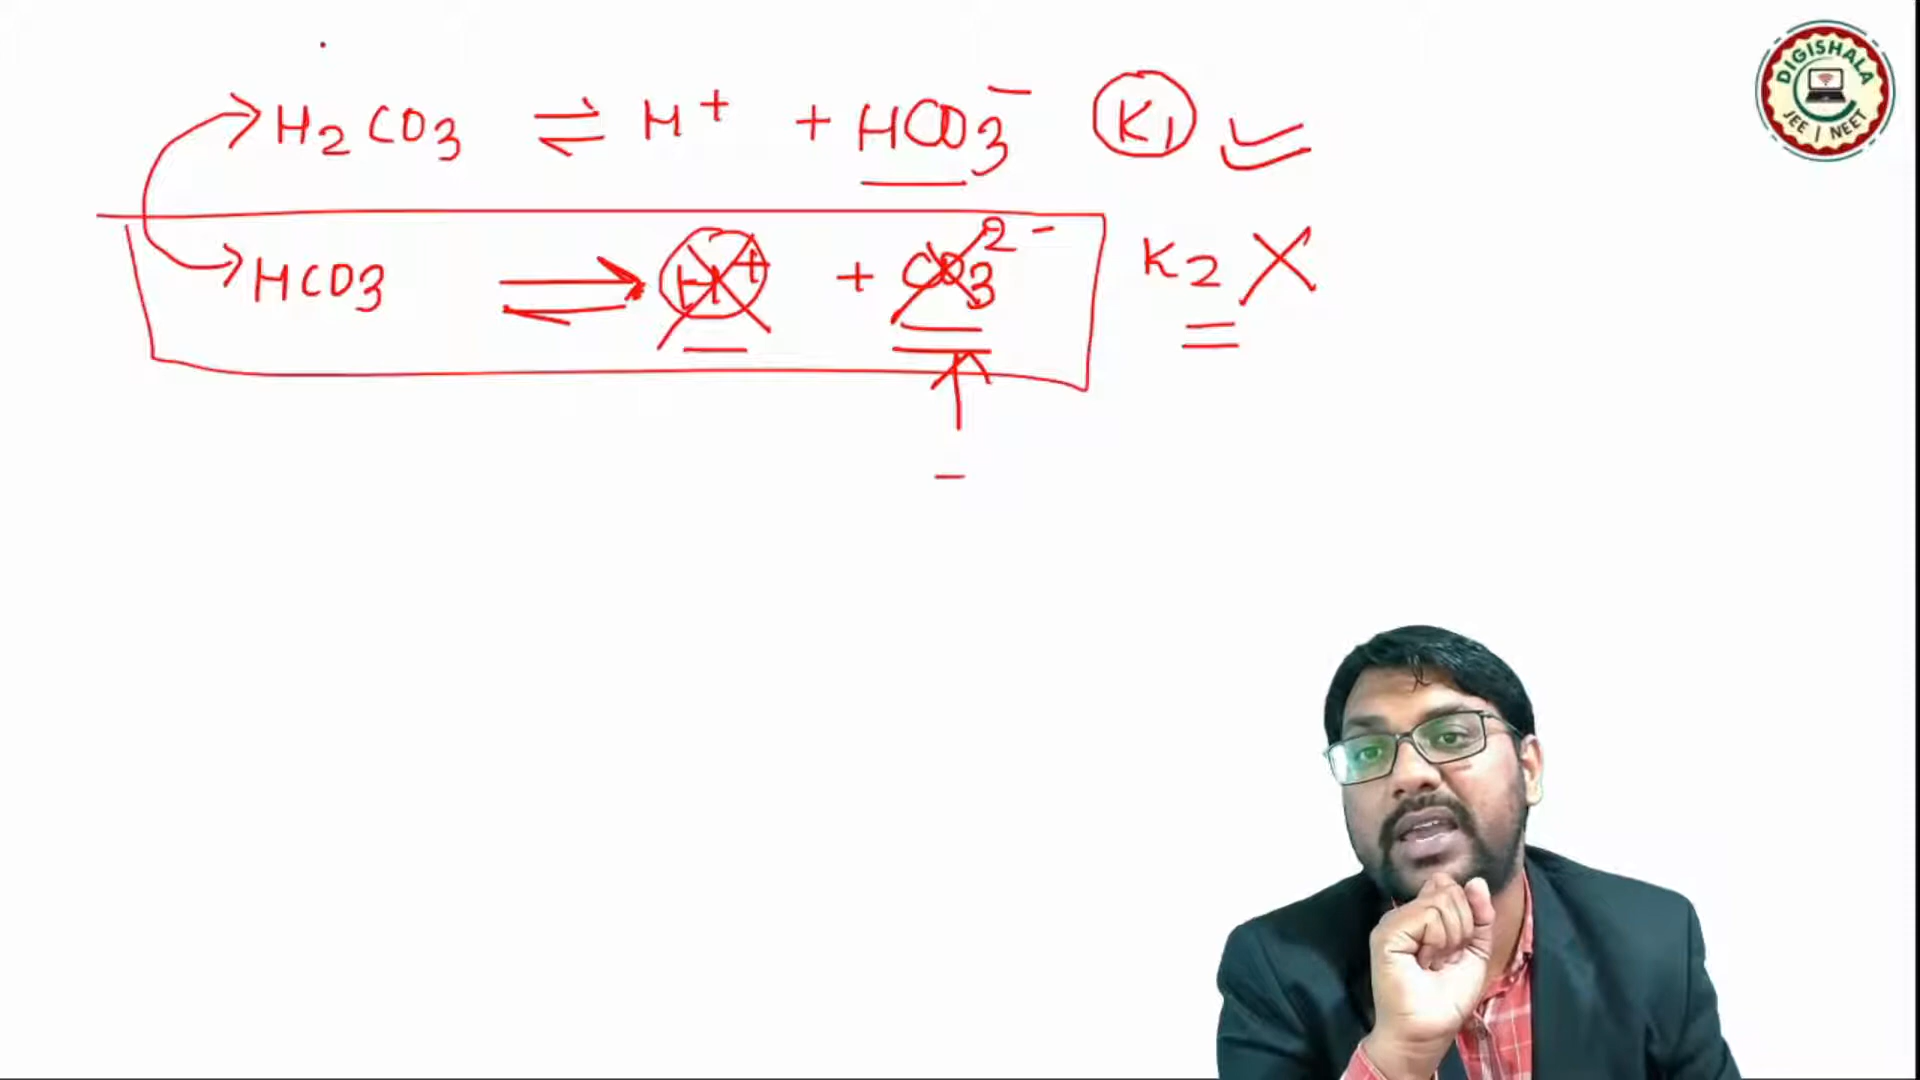 H₂CO₃ ⇌ H⁺ + HCO₃⁻ K₁
HCO₃ ⇌ H⁺ + CO₃²⁻ K₂ X
DIGISHALA
JEE | NEET